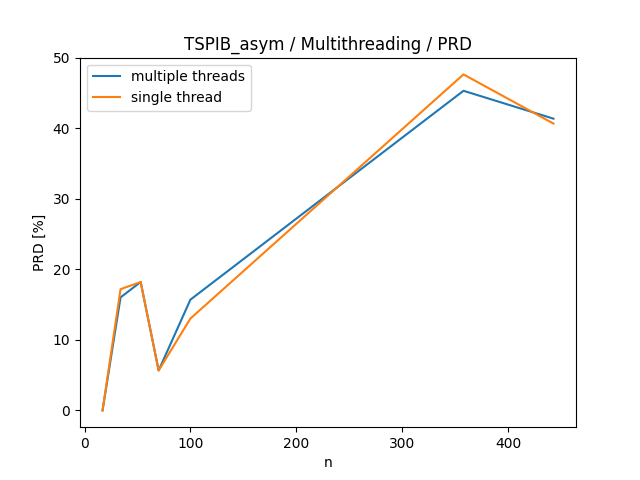 TSPIB_asym / Multithreading / PRD
multiple threads
single thread
PRD [%]
50
40
30
20
10
0
0 100 200 300 400
n